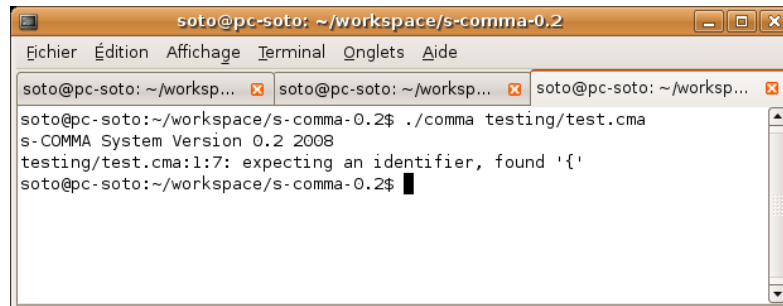 soto@pc-soto: ~/workspace/s-comma-0.2
Fichier Édition Affichage Terminal Onglets Aide
soto@pc-soto: ~/worksp... soto@pc-soto: ~/worksp... soto@pc-soto: ~/worksp...
soto@pc-soto:~/workspace/s-comma-0.2$ ./comma testing/test.cma
s-COMMA System Version 0.2 2008
testing/test.cma:1:7: expecting an identifier, found '{'
soto@pc-soto:~/workspace/s-comma-0.2$